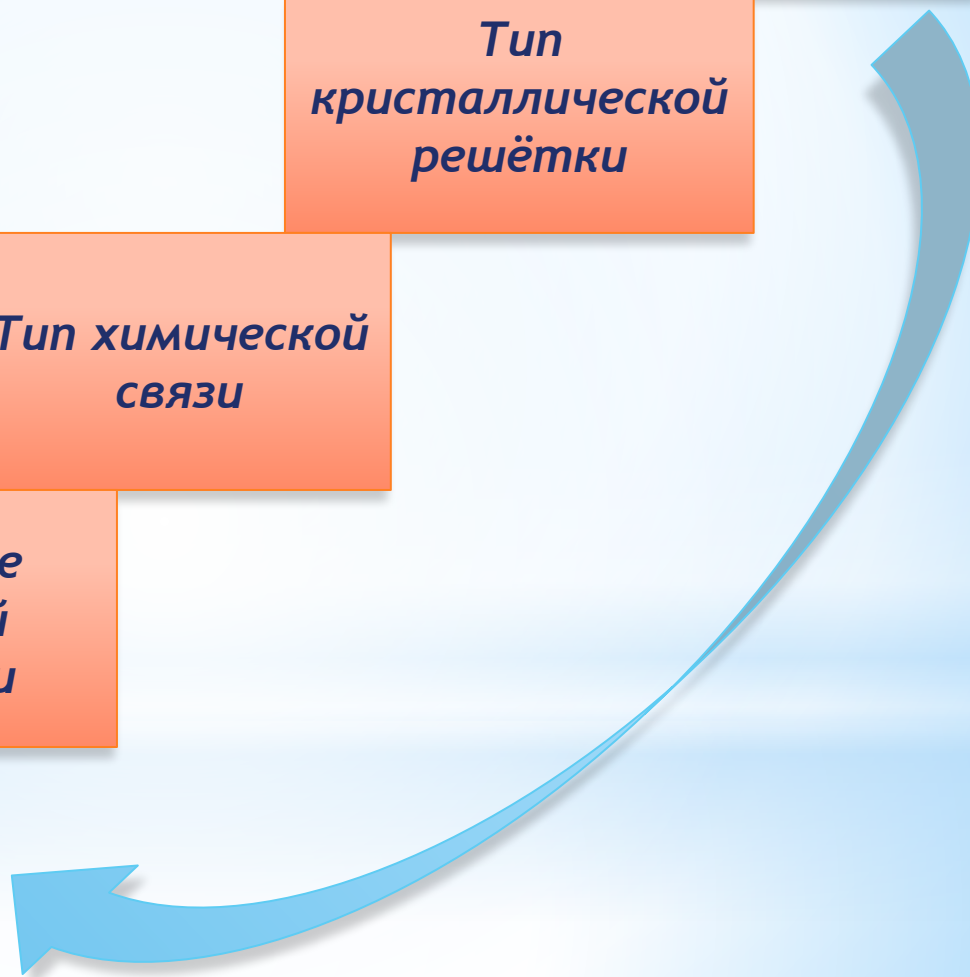 Тип
кристаллической
решётки
Тип химической
связи
е
й
и